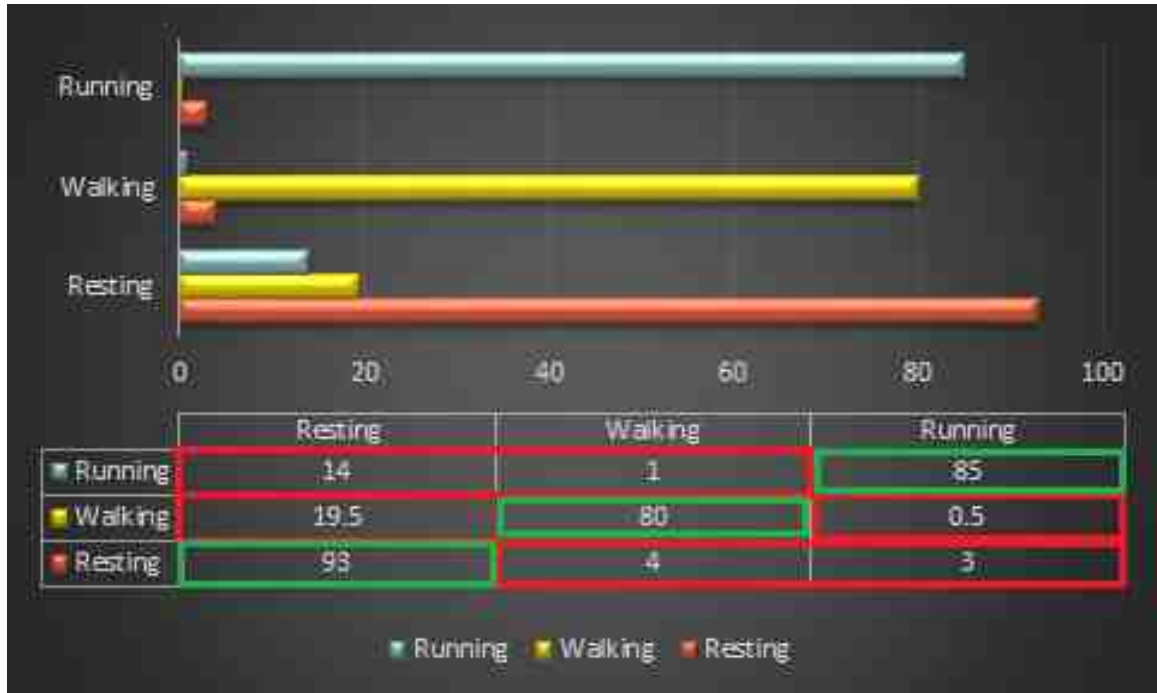 Running
Walking
Resting
0 20 40 60 80 100
Resting Walking Running
Running 14 1 85
Walking 19.5 80 0.5
Resting 93 4 3
Running Walking Resting